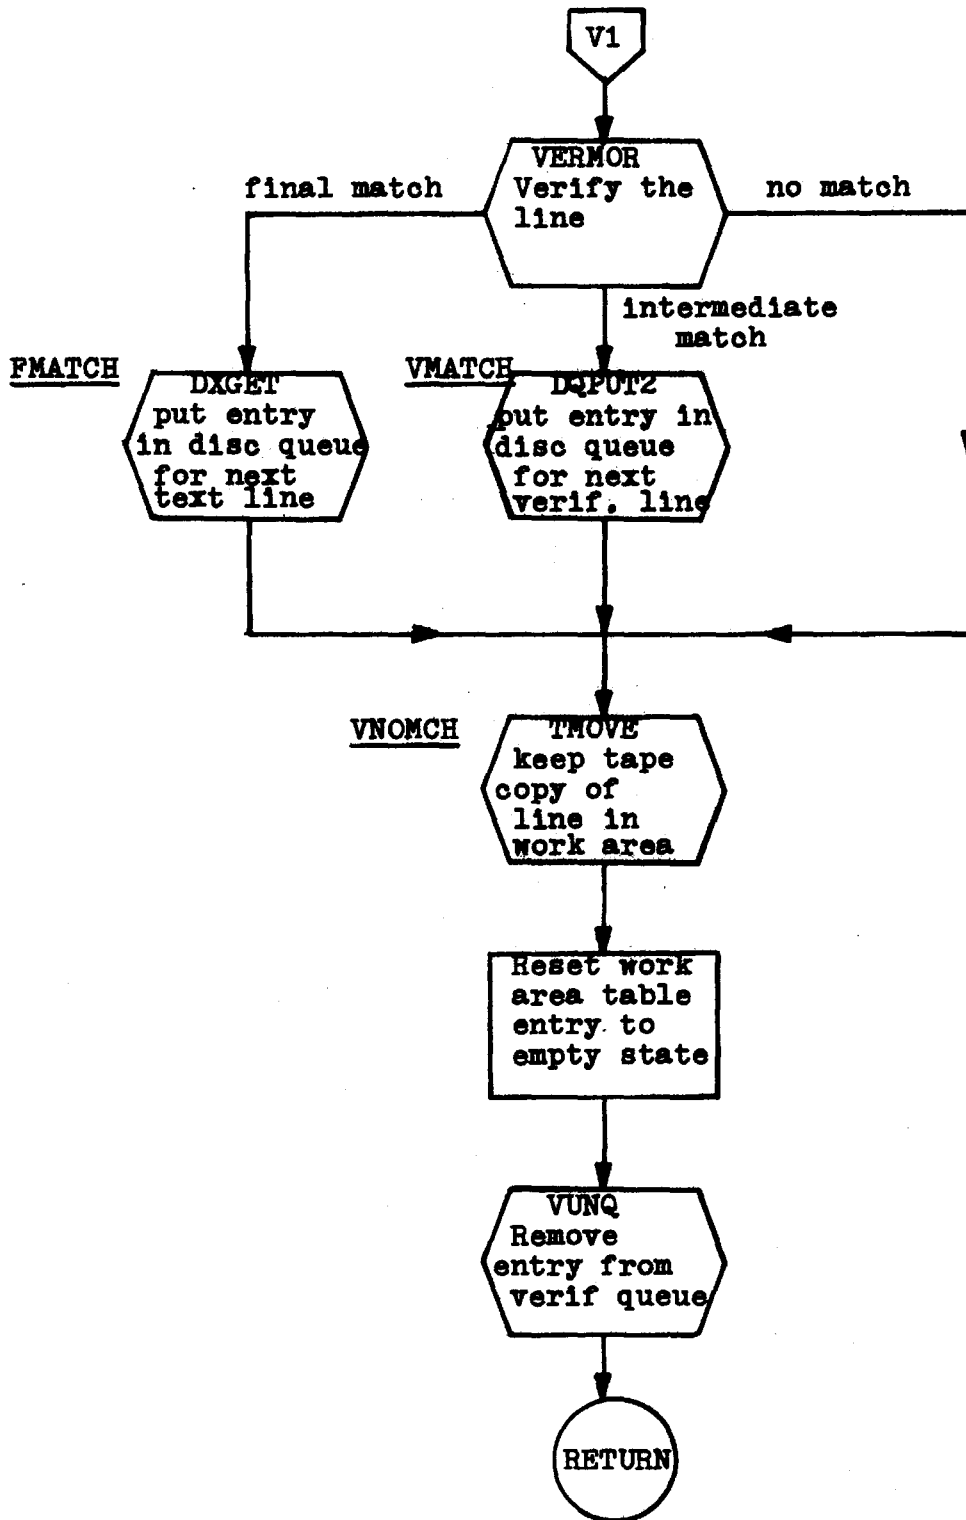 V1
VERMOR
Verify the
line
final match
no match
intermediate
match
FMATCH
DXGET
put entry
in disc queue
for next
text line
VMATCH
DQPUT2
put entry in
disc queue
for next
verif. line
VNOMCH
TMOVE
keep tape
copy of
line in
work area
Reset work
area table
entry to
empty state
VUNQ
Remove
entry from
verif queue
RETURN